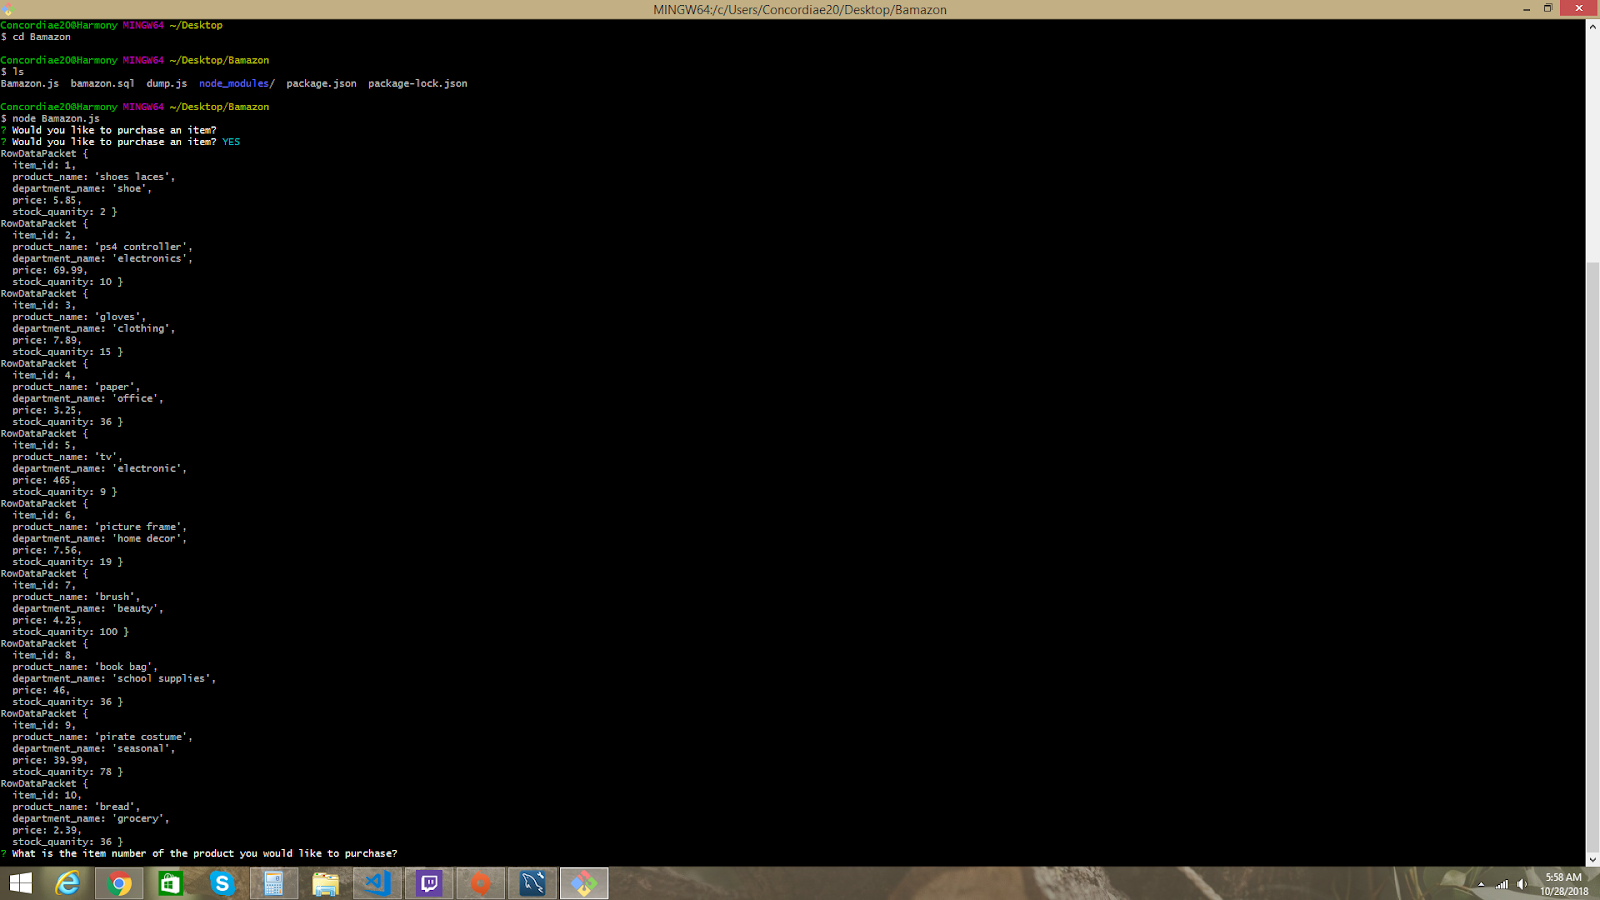 MINGW64:/c/Users/Concordiae20/Desktop/Bamazon
Concordiae20@Harmony MINGW64 ~/Desktop
$ cd Bamazon
Concordiae20@Harmony MINGW64 ~/Desktop/Bamazon
$ ls
Bamazon.js  bamazon.sql  dump.js  node_modules/  package.json  package-lock.json
Concordiae20@Harmony MINGW64 ~/Desktop/Bamazon
$ node Bamazon.js
? Would you like to purchase an item?
? Would you like to purchase an item? YES
RowDataPacket {
  item_id: 1,
  product_name: 'shoes laces',
  department_name: 'shoe',
  price: 5.85,
  stock_quanity: 2 }
RowDataPacket {
  item_id: 2,
  product_name: 'ps4 controller',
  department_name: 'electronics',
  price: 69.99,
  stock_quanity: 10 }
RowDataPacket {
  item_id: 3,
  product_name: 'gloves',
  department_name: 'clothing',
  price: 7.89,
  stock_quanity: 15 }
RowDataPacket {
  item_id: 4,
  product_name: 'paper',
  department_name: 'office',
  price: 3.25,
  stock_quanity: 36 }
RowDataPacket {
  item_id: 5,
  product_name: 'tv',
  department_name: 'electronic',
  price: 465,
  stock_quanity: 9 }
RowDataPacket {
  item_id: 6,
  product_name: 'picture frame',
  department_name: 'home decor',
  price: 7.56,
  stock_quanity: 19 }
RowDataPacket {
  item_id: 7,
  product_name: 'brush',
  department_name: 'beauty',
  price: 4.25,
  stock_quanity: 100 }
RowDataPacket {
  item_id: 8,
  product_name: 'book bag',
  department_name: 'school supplies',
  price: 46,
  stock_quanity: 36 }
RowDataPacket {
  item_id: 9,
  product_name: 'pirate costume',
  department_name: 'seasonal',
  price: 39.99,
  stock_quanity: 78 }
RowDataPacket {
  item_id: 10,
  product_name: 'bread',
  department_name: 'grocery',
  price: 2.39,
  stock_quanity: 36 }
? What is the item number of the product you would like to purchase?
5:58 AM
10/28/2018